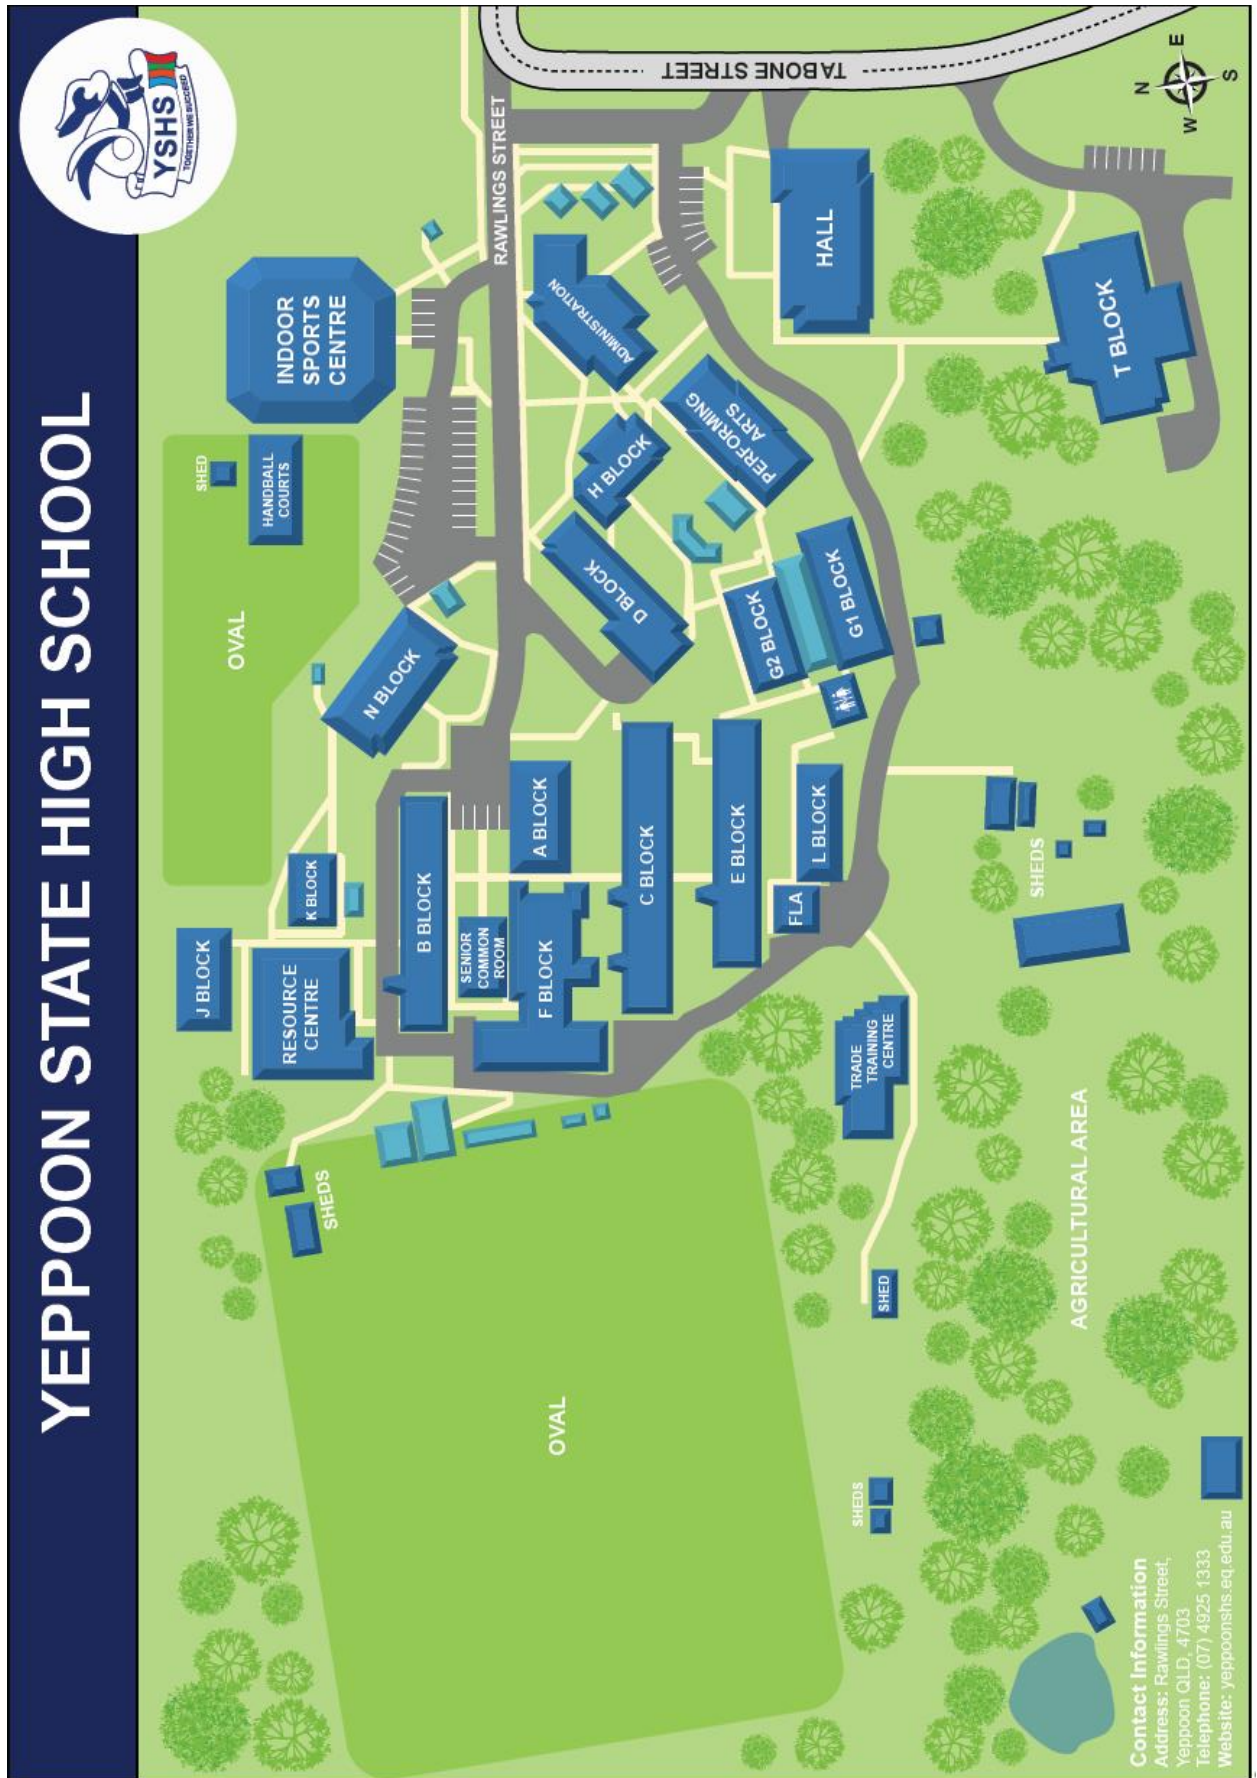 YEPPOON STATE HIGH SCHOOL
YSHS
TOGETHER WE SUCCEED
J BLOCK
RESOURCE
CENTRE
K BLOCK
OVAL
SHED
HANDBALL
COURTS
INDOOR
SPORTS
CENTRE
N BLOCK
SHEDS
B BLOCK
SENIOR
COMMON
ROOM
F BLOCK
A BLOCK
RAWLINGS STREET
C BLOCK
D BLOCK
H BLOCK
ADMINISTRATION
OVAL
E BLOCK
G2 BLOCK
G1 BLOCK
PERFORMING
ARTS
FLA
L BLOCK
HALL
TABONE STREET
TRADE
TRAINING
CENTRE
SHED
SHEDS
SHEDS
AGRICULTURAL AREA
T BLOCK
N
E
S
W
Contact Information
Address: Rawlings Street,
Yeppoon QLD, 4703
Telephone: (07) 4925 1333
Website: yeppoonshs.eq.edu.au